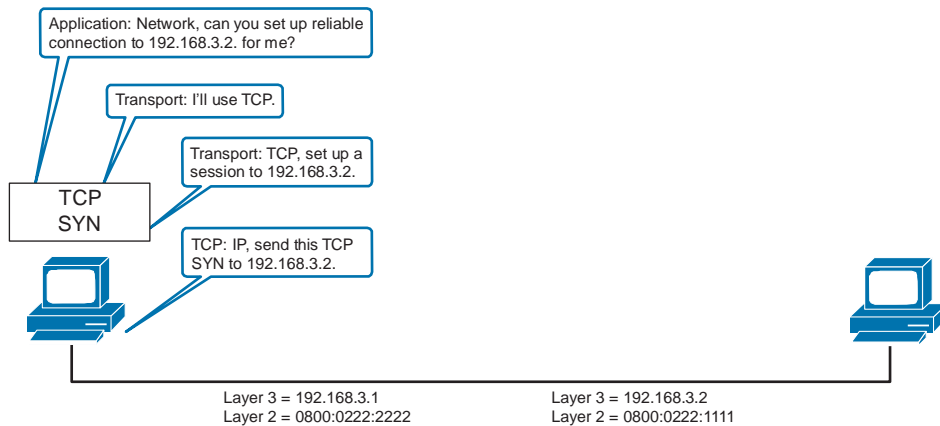 Application: Network, can you set up reliable
connection to 192.168.3.2. for me?
Transport: I'll use TCP.
Transport: TCP, set up a
session to 192.168.3.2.
TCP
SYN
TCP: IP, send this TCP
SYN to 192.168.3.2.
Layer 3 = 192.168.3.1
Layer 2 = 0800:0222:2222
Layer 3 = 192.168.3.2
Layer 2 = 0800:0222:1111